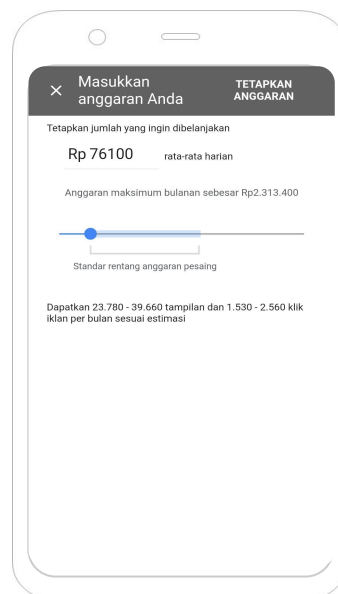 Masukkan
anggaran Anda
TETAPKAN
ANGGARAN
Tetapkan jumlah yang ingin dibelanjakan
Rp 76100 rata-rata harian
Anggaran maksimum bulanan sebesar Rp2.313.400
Standar rentang anggaran pesaing
Dapatkan 23.780 - 39.660 tampilan dan 1.530 - 2.560 klik
iklan per bulan sesuai estimasi